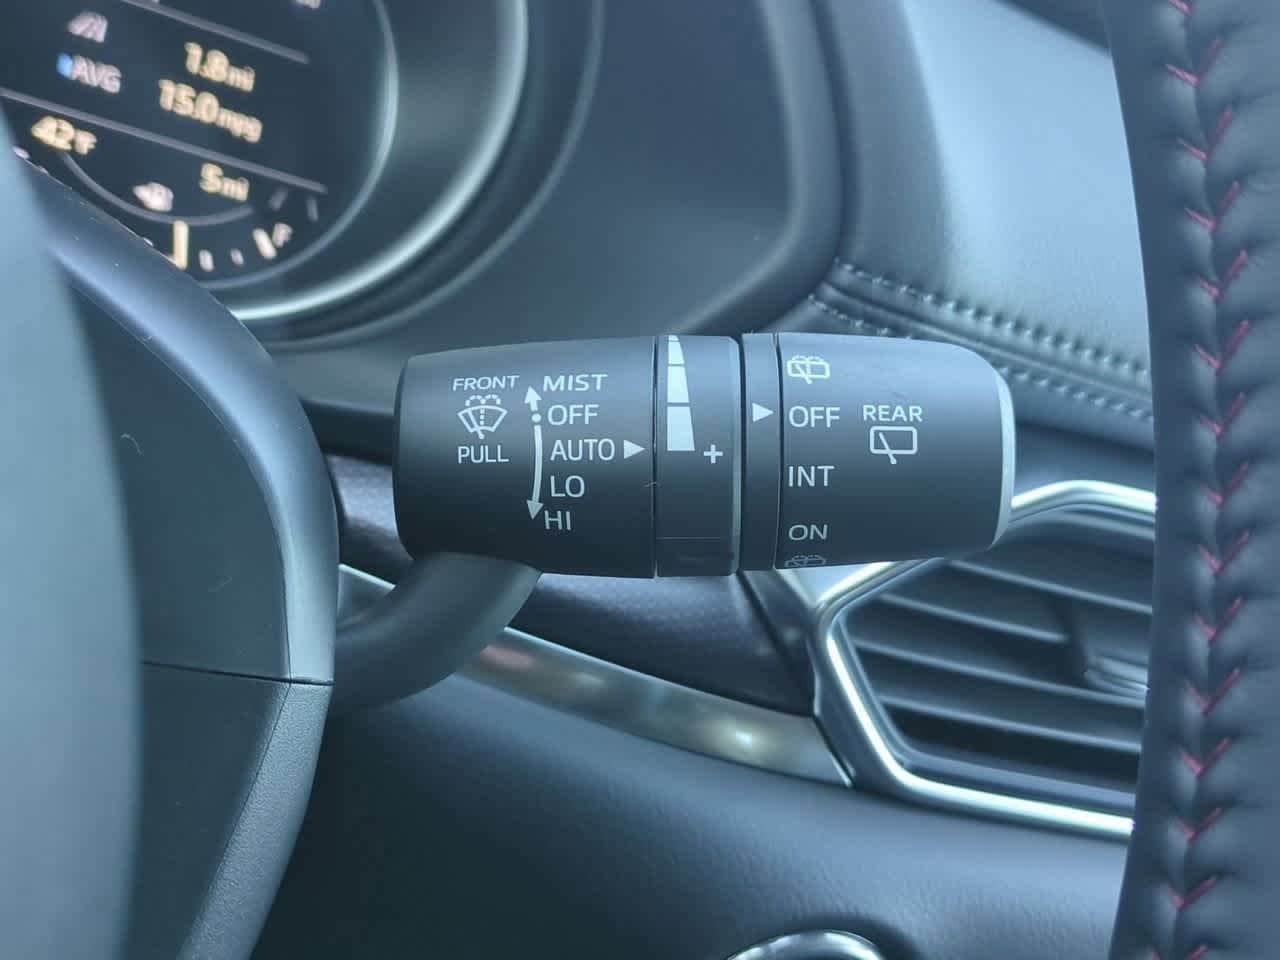 1.8mi
AVG
15.0mpg
42°F
5mi
F
FRONT
PULL
MIST
OFF
AUTO
LO
HI
+
OFF
INT
ON
REAR